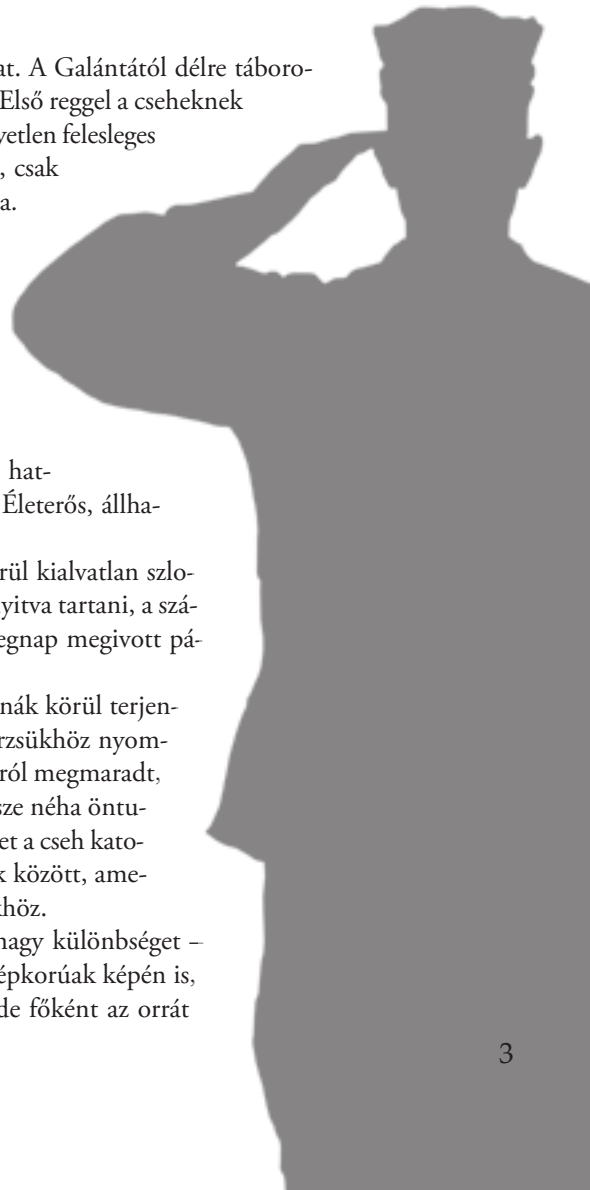 at. A Galántától délre táboro-
Első reggel a cseheknek
yetlen felesleges
, csak
a.
hat-
Életerős, állha-
rül kialvatlan szlo-
nyitva tartani, a szá-
egnap megivott pá-
nák körül terjen-
rzsükhöz nyom-
ról megmaradt,
sze néha öntu-
et a cseh kato-
k között, ame-
khöz.
nagy különbséget –
épkorúak képén is,
de főként az orrát
3